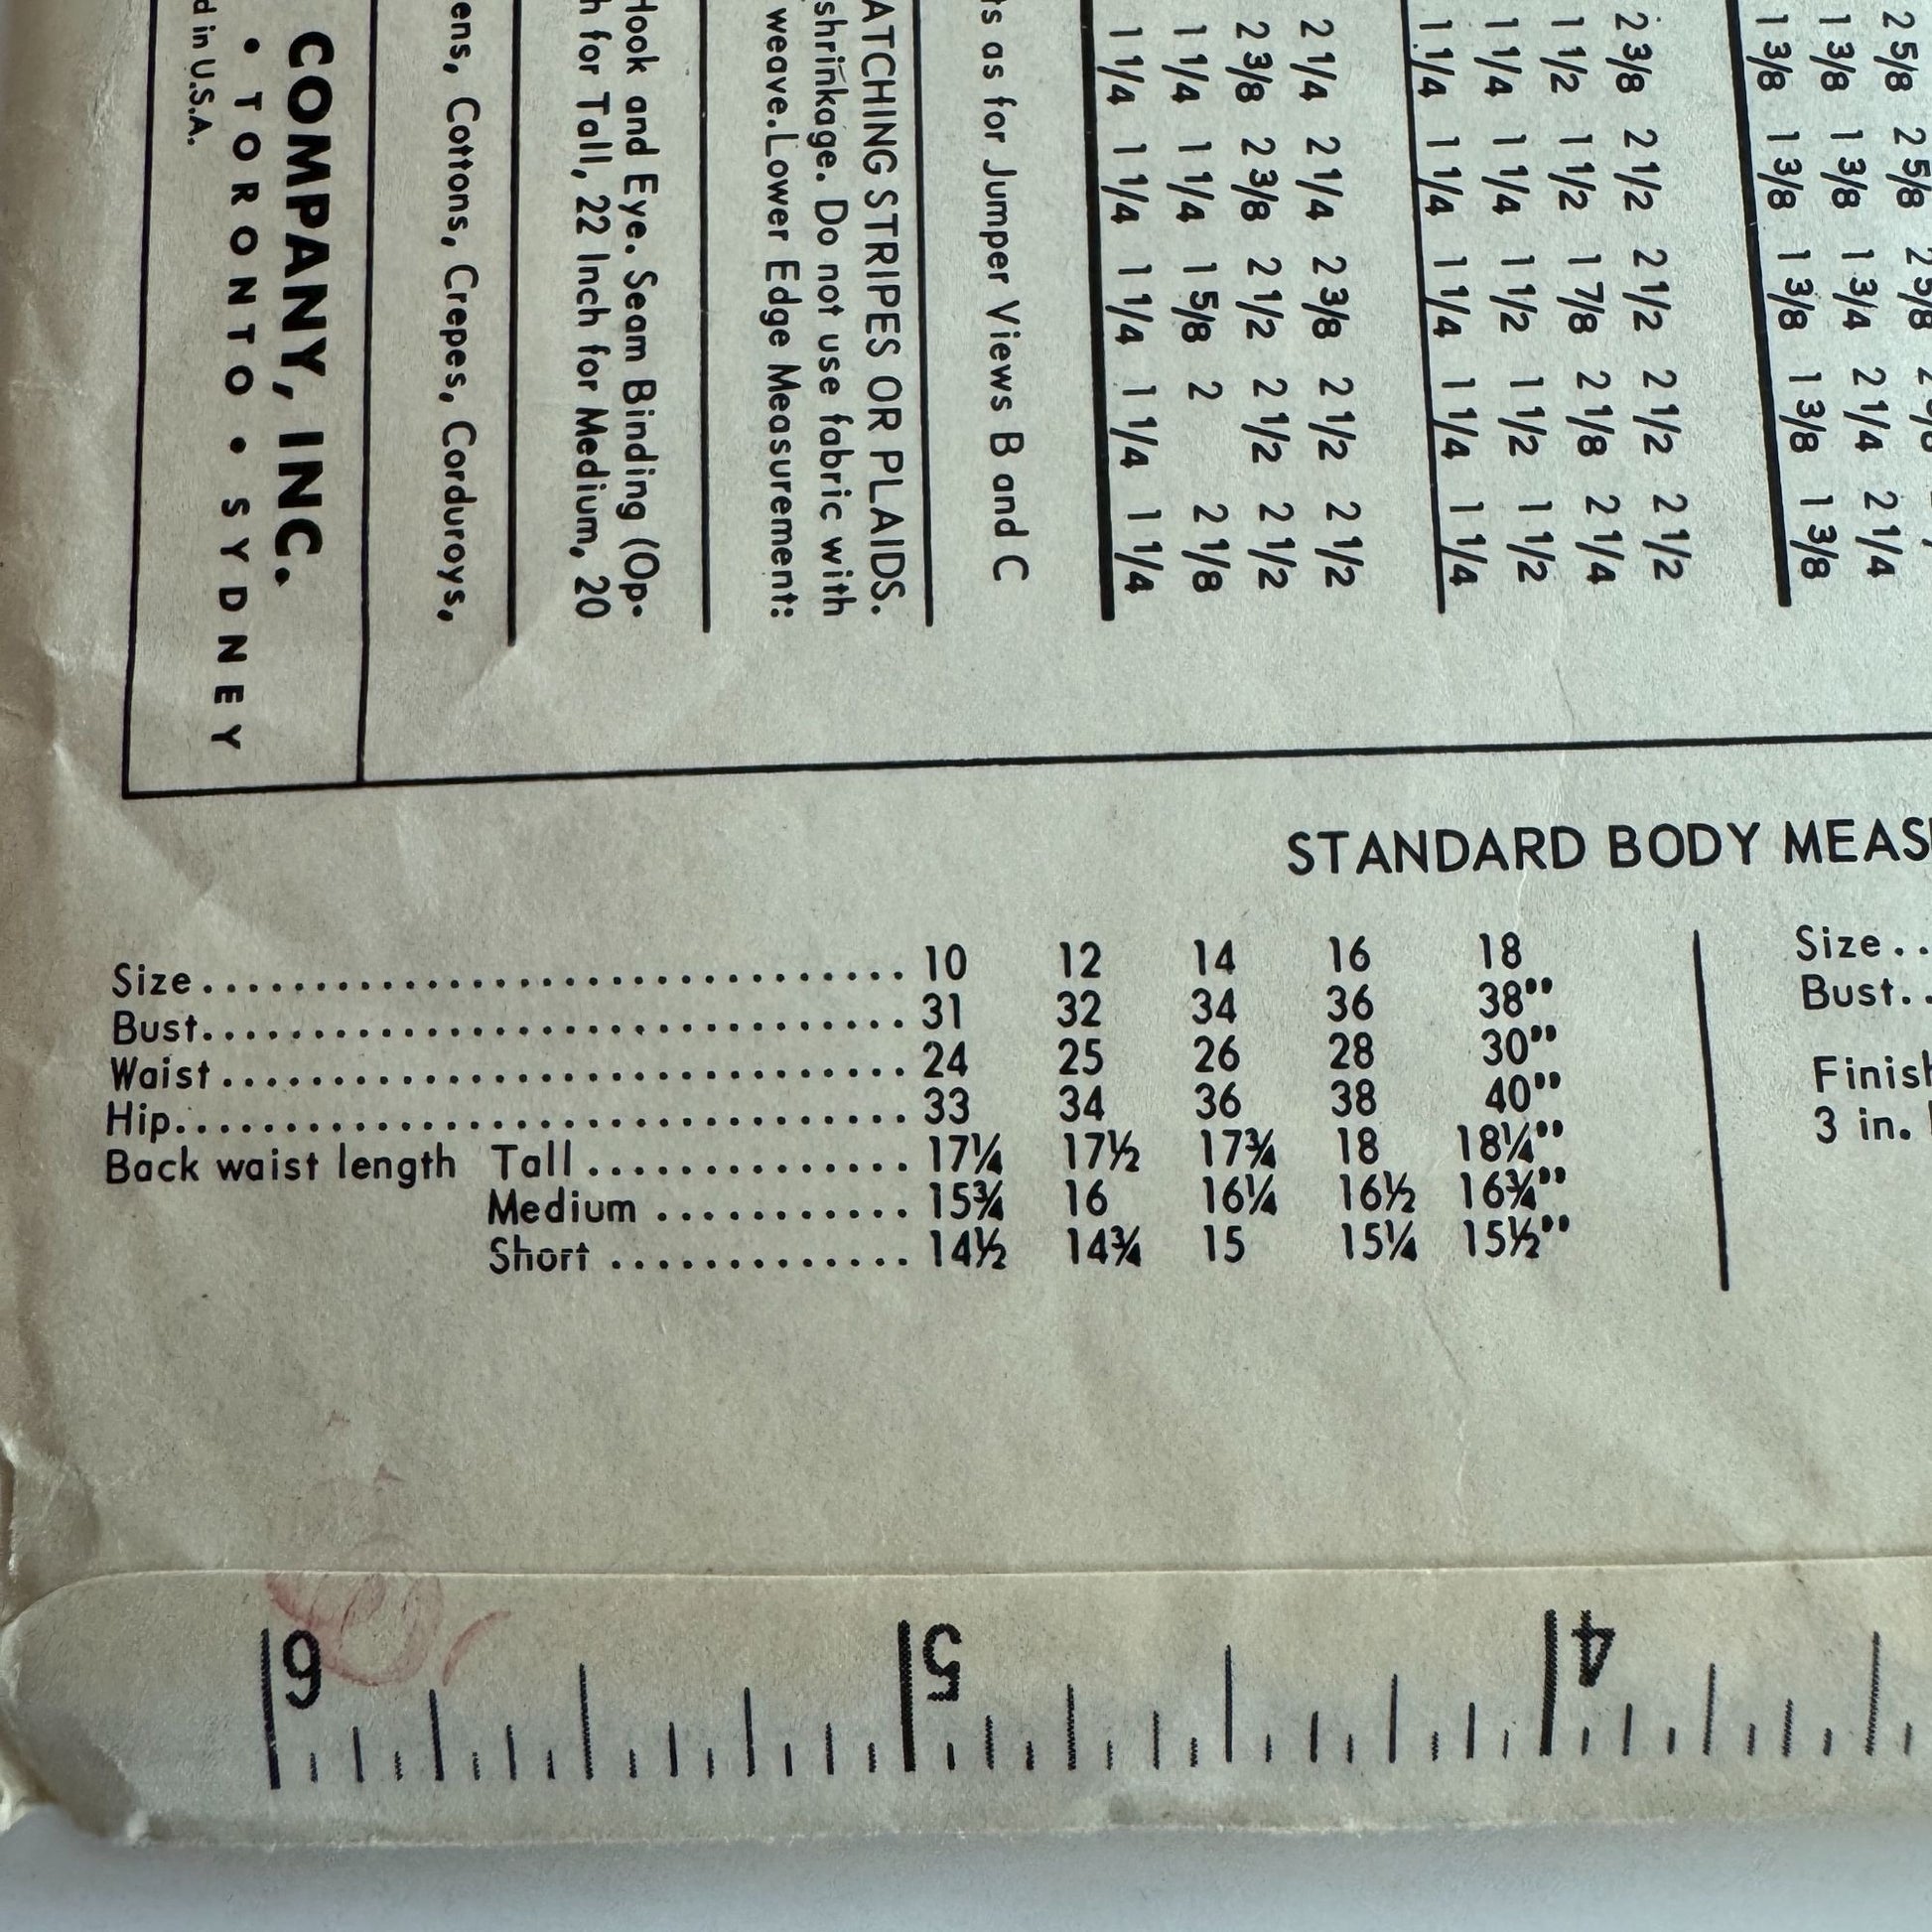 COMPANY, INC.
• TORONTO • SYDNEY
in U.S.A.
Cottons, Crepes, Corduroys,
Hook and Eye. Seam Binding (Op-
for Tall, 22 Inch for Medium, 20
STRIPES OR PLAIDS.
shrinkage. Do not use fabric with
weave. Lower Edge Measurement:
as for Jumper Views B and C
2 5/8 2 5/8
1 3/8 1 3/8 1 3/4 2 1/4 2 1/4
1 3/8 1 3/8 1 3/8 1 3/8 1 3/8
2 3/8 2 1/2 2 1/2 2 1/2 2 1/2
1 1/2 1 1/2 1 7/8 2 1/8 2 1/4
1 1/4 1 1/4 1 1/2 1 1/2 1 1/2
1 1/4 1 1/4 1 1/4 1 1/4 1 1/4
2 1/4 2 1/4 2 3/8 2 1/2 2 1/2
2 3/8 2 3/8 2 1/2 2 1/2 2 1/2
1 1/4 1 1/4 1 5/8 2 2 1/8
1 1/4 1 1/4 1 1/4 1 1/4 1 1/4
STANDARD BODY
Size.............................. 10 12 14 16 18
Bust.............................. 31 32 34 36 38"
Waist............................. 24 25 26 28 30"
Hip............................... 33 34 36 38 40"
Back waist length Tall.............. 17¼ 17½ 17¾ 18 18¼"
Medium ........... 15¾ 16 16¼ 16½ 16¾"
Short ............. 14½ 14¾ 15 15¼ 15½"
Size..
Bust..
3 in.
6 5 4